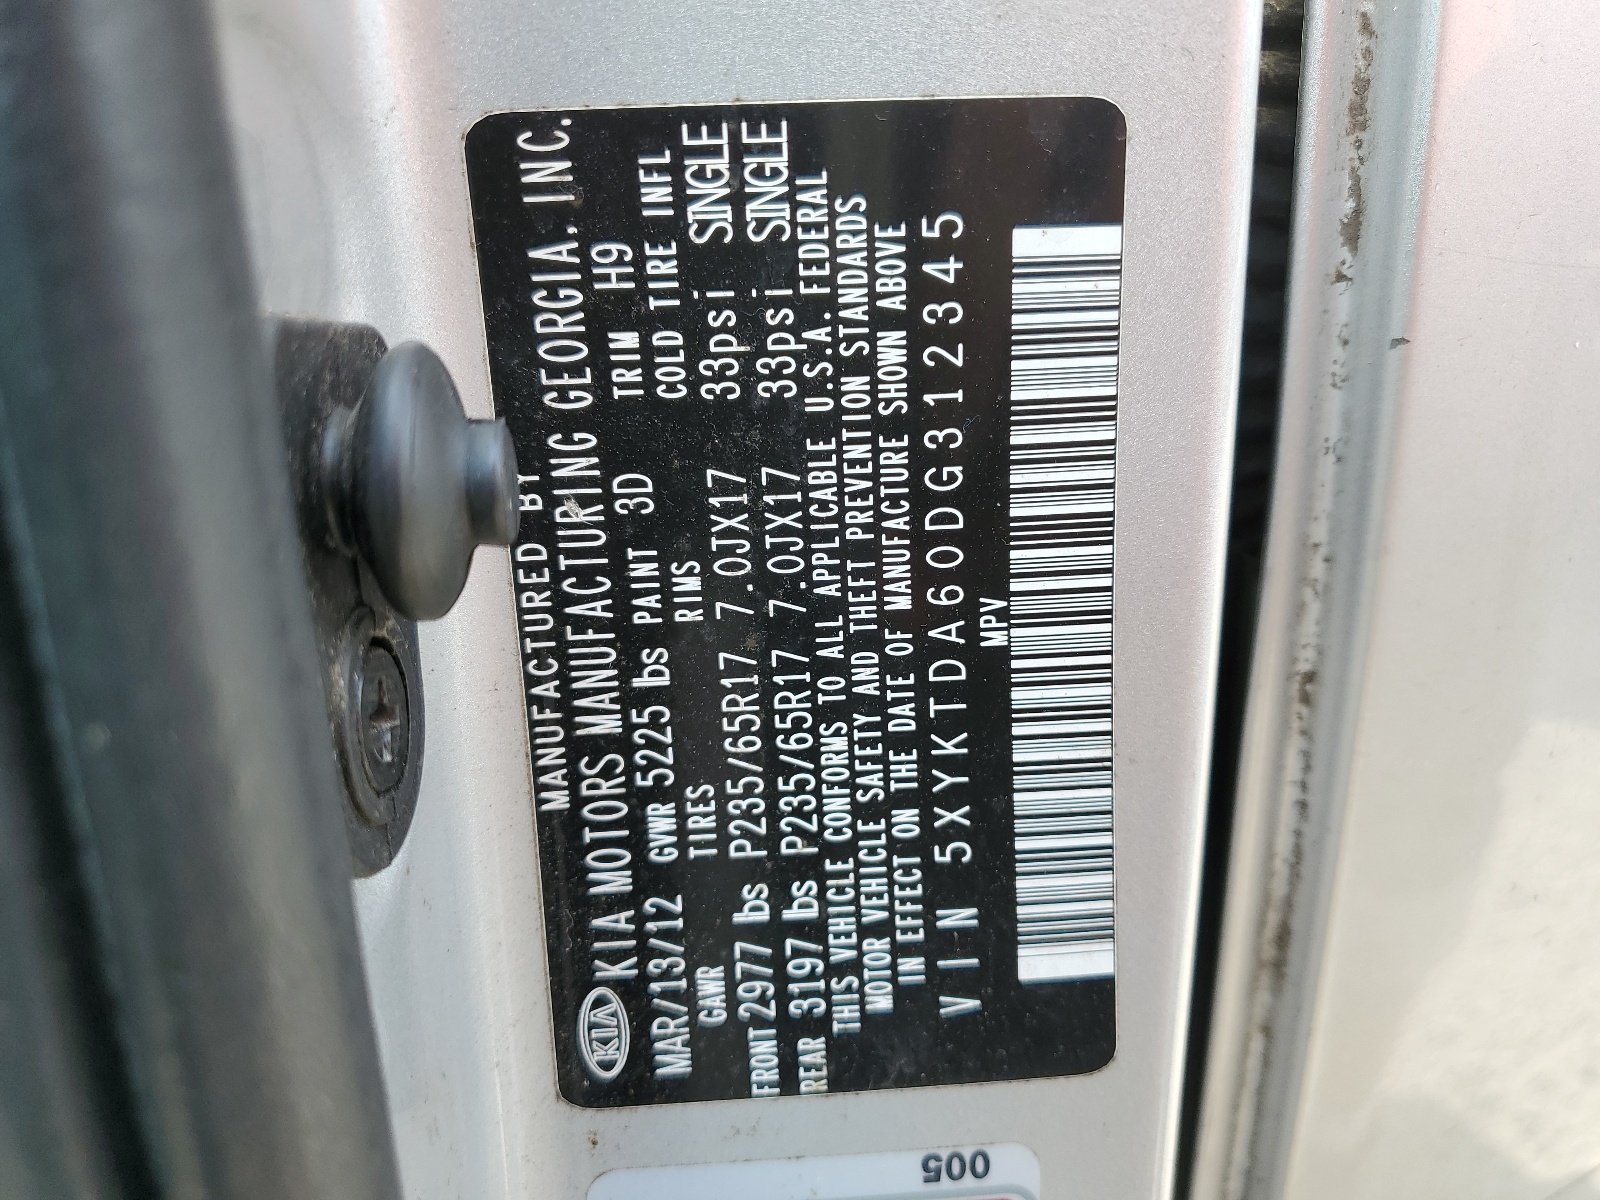 MANUFACTURED BY
KIA KIA MOTORS MANUFACTURING GEORGIA, INC.
MAR/13/12 GVWR 5225 lbs PAINT 3D TRIM H9
GAWR TIRES RIMS COLD TIRE INFL
FRONT 2977 lbs P235/65R17 7.0JX17 33psi SINGLE
REAR 3197 lbs P235/65R17 7.0JX17 33psi SINGLE
THIS VEHICLE CONFORMS TO ALL APPLICABLE U.S.A. FEDERAL
MOTOR VEHICLE SAFETY AND THEFT PREVENTION STANDARDS
IN EFFECT ON THE DATE OF MANUFACTURE SHOWN ABOVE
VIN 5XYKTDA60DG312345
MPV
005